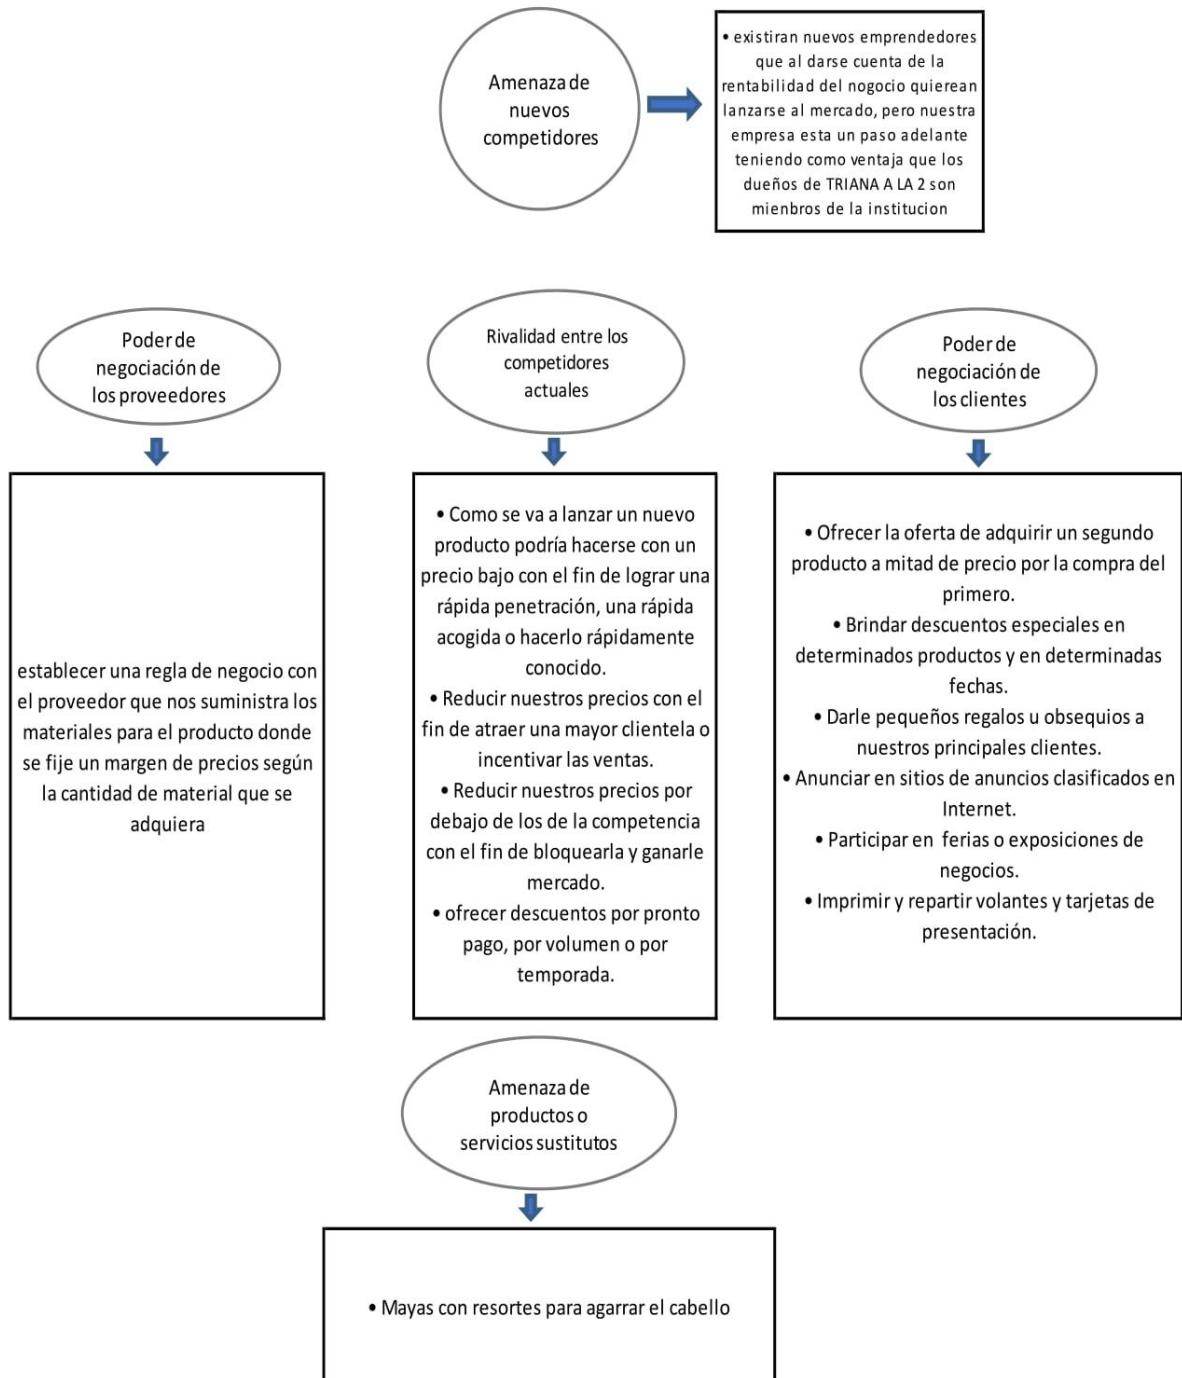 Amenaza de
nuevos
competidores
• existiran nuevos emprendedores
que al darse cuenta de la
rentabilidad del nogocio quierean
lanzarse al mercado, pero nuestra
empresa esta un paso adelante
teniendo como ventaja que los
dueños de TRIANA A LA 2 son
mienbros de la institucion
Poder de
negociación de
los proveedores
Rivalidad entre los
competidores
actuales
Poder de
negociación de
los clientes
establecer una regla de negocio con
el proveedor que nos suministra los
materiales para el producto donde
se fije un margen de precios según
la cantidad de material que se
adquiera
• Como se va a lanzar un nuevo
producto podría hacerse con un
precio bajo con el fin de lograr una
rápida penetración, una rápida
acogida o hacerlo rápidamente
conocido.
• Reducir nuestros precios con el
fin de atraer una mayor clientela o
incentivar las ventas.
• Reducir nuestros precios por
debajo de los de la competencia
con el fin de bloquearla y ganarle
mercado.
• ofrecer descuentos por pronto
pago, por volumen o por
temporada.
• Ofrecer la oferta de adquirir un segundo
producto a mitad de precio por la compra del
primero.
• Brindar descuentos especiales en
determinados productos y en determinadas
fechas.
• Darle pequeños regalos u obsequios a
nuestros principales clientes.
• Anunciar en sitios de anuncios clasificados en
Internet.
• Participar en ferias o exposiciones de
negocios.
• Imprimir y repartir volantes y tarjetas de
presentación.
Amenaza de
productos o
servicios sustitutos
• Mayas con resortes para agarrar el cabello